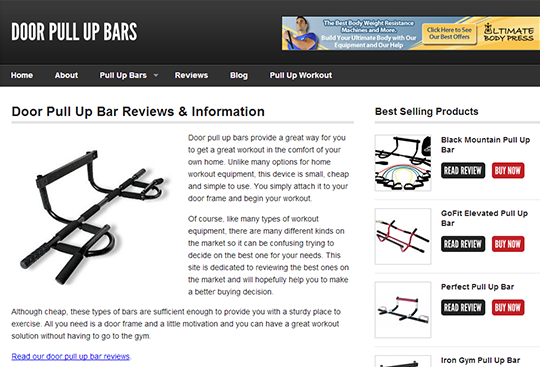 DOOR PULL UP BARS
The Best Body Weight Resistance
Machines and More.
Build Your Ultimate Body with Our
Equipment and Our Help
Click Here to See
Our Best Offers
ULTIMATE
BODY PRESS
Home About Pull Up Bars Reviews Blog Pull Up Workout
Door Pull Up Bar Reviews & Information
Door pull up bars provide a great way for you
to get a great workout in the comfort of your
own home. Unlike many options for home
workout equipment, this device is small, cheap
and simple to use. You simply attach it to your
door frame and begin your workout.
Of course, like many types of workout
equipment, there are many different kinds on
the market so it can be confusing trying to
decide on the best one for your needs. This
site is dedicated to reviewing the best ones on
the market and will hopefully help you to make
a better buying decision.
Although cheap, these types of bars are sufficient enough to provide you with a sturdy place to
exercise. All you need is a door frame and a little motivation and you can have a great workout
solution without having to go to the gym.
Read our door pull up bar reviews.
Best Selling Products
Black Mountain Pull Up
Bar
READ REVIEW BUY NOW
GoFit Elevated Pull Up
Bar
READ REVIEW BUY NOW
Perfect Pull Up Bar
READ REVIEW BUY NOW
Iron Gym Pull Up Bar